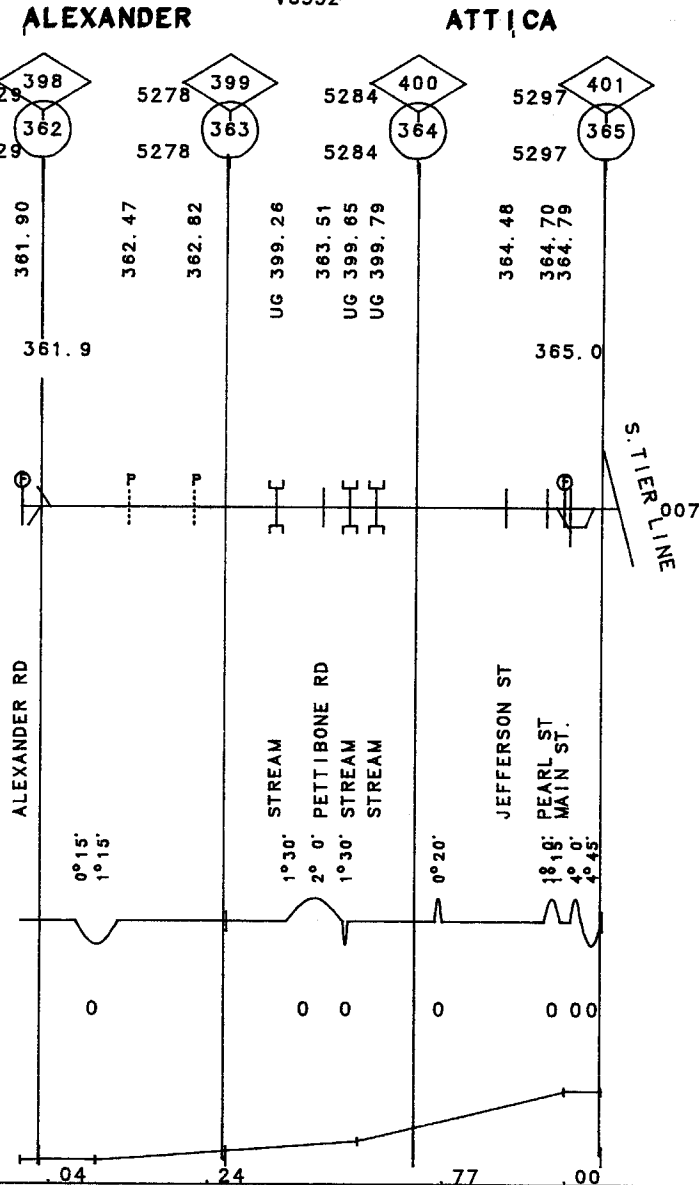 ALEXANDER ATTICA
398 399 400 401
5278 5284 5297
362 363 364 365
5278 5284 5297
361.90
362.47
362.82
UG 399.26
363.51
UG 399.65
UG 399.79
364.48
364.70
364.79
361.9 365.0
F P P F
S. TIER LINE
007
ALEXANDER RD
STREAM
PETTIBONE RD
STREAM
STREAM
JEFFERSON ST
PEARL ST
MAIN ST.
0°15'
1°15'
1°30'
2° 0'
1°30'
0°20'
4° 0'
4°45'
0 0 0 0 0 0 0
.04 .24 .77 .00